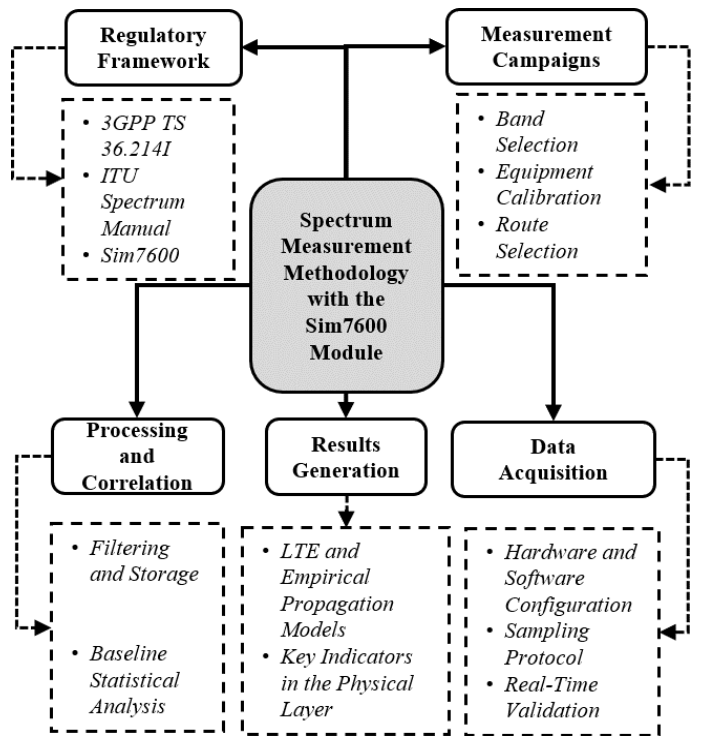 Regulatory
Framework
Measurement
Campaigns
• 3GPP TS
36.214I
• ITU
Spectrum
Manual
• Sim7600
• Band
Selection
• Equipment
Calibration
• Route
Selection
Spectrum
Measurement
Methodology
with the
Sim7600
Module
Processing
and
Correlation
Results
Generation
Data
Acquisition
• Filtering
and Storage
• Baseline
Statistical
Analysis
• LTE and
Empirical
Propagation
Models
• Key Indicators
in the Physical
Layer
• Hardware and
Software
Configuration
• Sampling
Protocol
• Real-Time
Validation